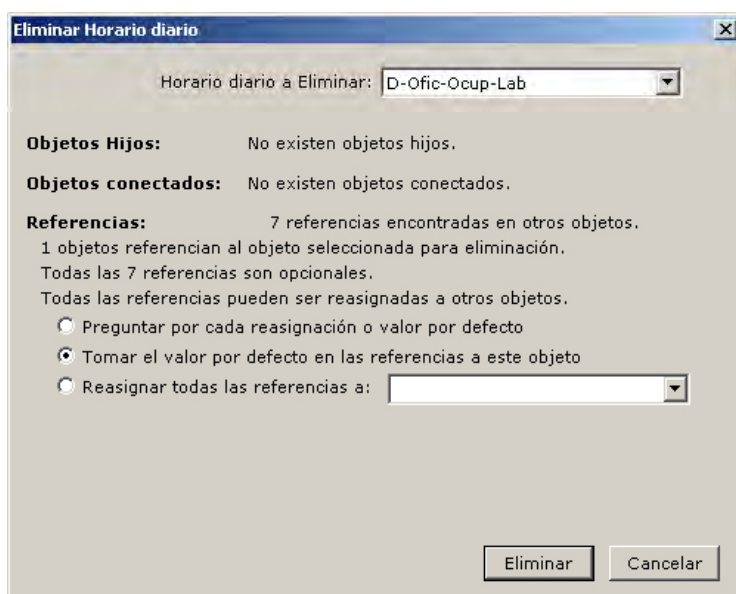 Eliminar Horario diario
Horario diario a Eliminar: D-Ofic-Ocup-Lab
Objetos Hijos: No existen objetos hijos.
Objetos conectados: No existen objetos conectados.
Referencias: 7 referencias encontradas en otros objetos.
1 objetos referencian al objeto seleccionada para eliminación.
Todas las 7 referencias son opcionales.
Todas las referencias pueden ser reasignadas a otros objetos.
Preguntar por cada reasignación o valor por defecto
Tomar el valor por defecto en las referencias a este objeto
Reasignar todas las referencias a:
Eliminar Cancelar